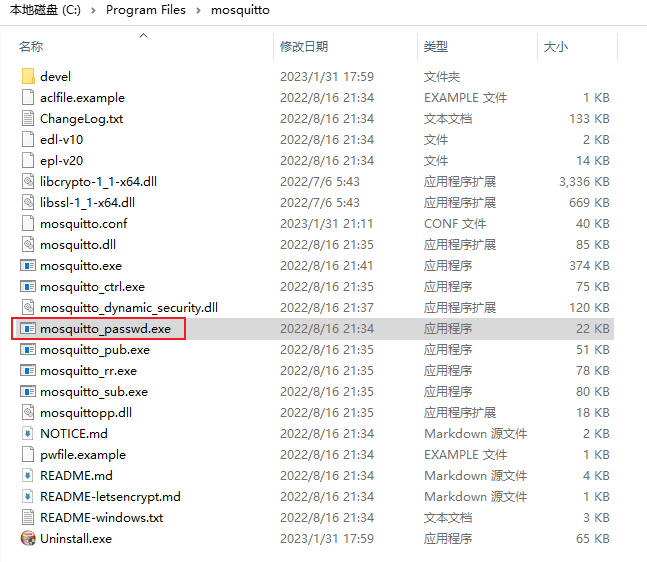 本地磁盘 (C:) › Program Files › mosquitto
名称 修改日期 类型 大小
devel 2023/1/31 17:59 文件夹
aclfile.example 2022/8/16 21:34 EXAMPLE 文件 1 KB
ChangeLog.txt 2022/8/16 21:34 文本文档 133 KB
edl-v10 2022/8/16 21:34 文件 2 KB
epl-v20 2022/8/16 21:34 文件 14 KB
libcrypto-1_1-x64.dll 2022/7/6 5:43 应用程序扩展 3,336 KB
libssl-1_1-x64.dll 2022/7/6 5:43 应用程序扩展 669 KB
mosquitto.conf 2023/1/31 21:11 CONF 文件 40 KB
mosquitto.dll 2022/8/16 21:35 应用程序扩展 85 KB
mosquitto.exe 2022/8/16 21:41 应用程序 374 KB
mosquitto_ctrl.exe 2022/8/16 21:35 应用程序 75 KB
mosquitto_dynamic_security.dll 2022/8/16 21:37 应用程序扩展 120 KB
mosquitto_passwd.exe 2022/8/16 21:34 应用程序 22 KB
mosquitto_pub.exe 2022/8/16 21:35 应用程序 51 KB
mosquitto_rr.exe 2022/8/16 21:35 应用程序 78 KB
mosquitto_sub.exe 2022/8/16 21:35 应用程序 80 KB
mosquittopp.dll 2022/8/16 21:35 应用程序扩展 18 KB
NOTICE.md 2022/8/16 21:34 Markdown 源文件 2 KB
pwfile.example 2022/8/16 21:34 EXAMPLE 文件 1 KB
README.md 2022/8/16 21:34 Markdown 源文件 4 KB
README-letsencrypt.md 2022/8/16 21:34 Markdown 源文件 1 KB
README-windows.txt 2022/8/16 21:34 文本文档 3 KB
Uninstall.exe 2023/1/31 17:59 应用程序 65 KB